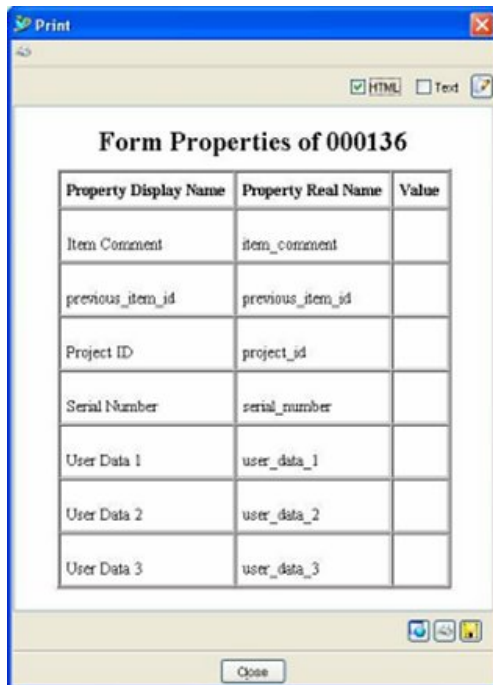 Print
HTML Text
Form Properties of 000136
Property Display Name Property Real Name Value
Item Comment item_comment
previous_item_id previous_item_id
Project ID project_id
Serial Number serial_number
User Data 1 user_data_1
User Data 2 user_data_2
User Data 3 user_data_3
Close